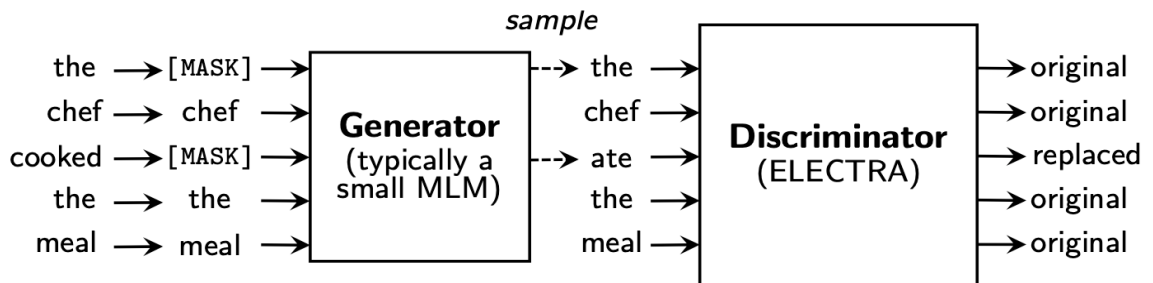 sample
the [MASK] the original
chef chef chef original
Generator
Discriminator
cooked [MASK] (typically a ate (ELECTRA) replaced
small MLM)
the the the original
meal meal meal original